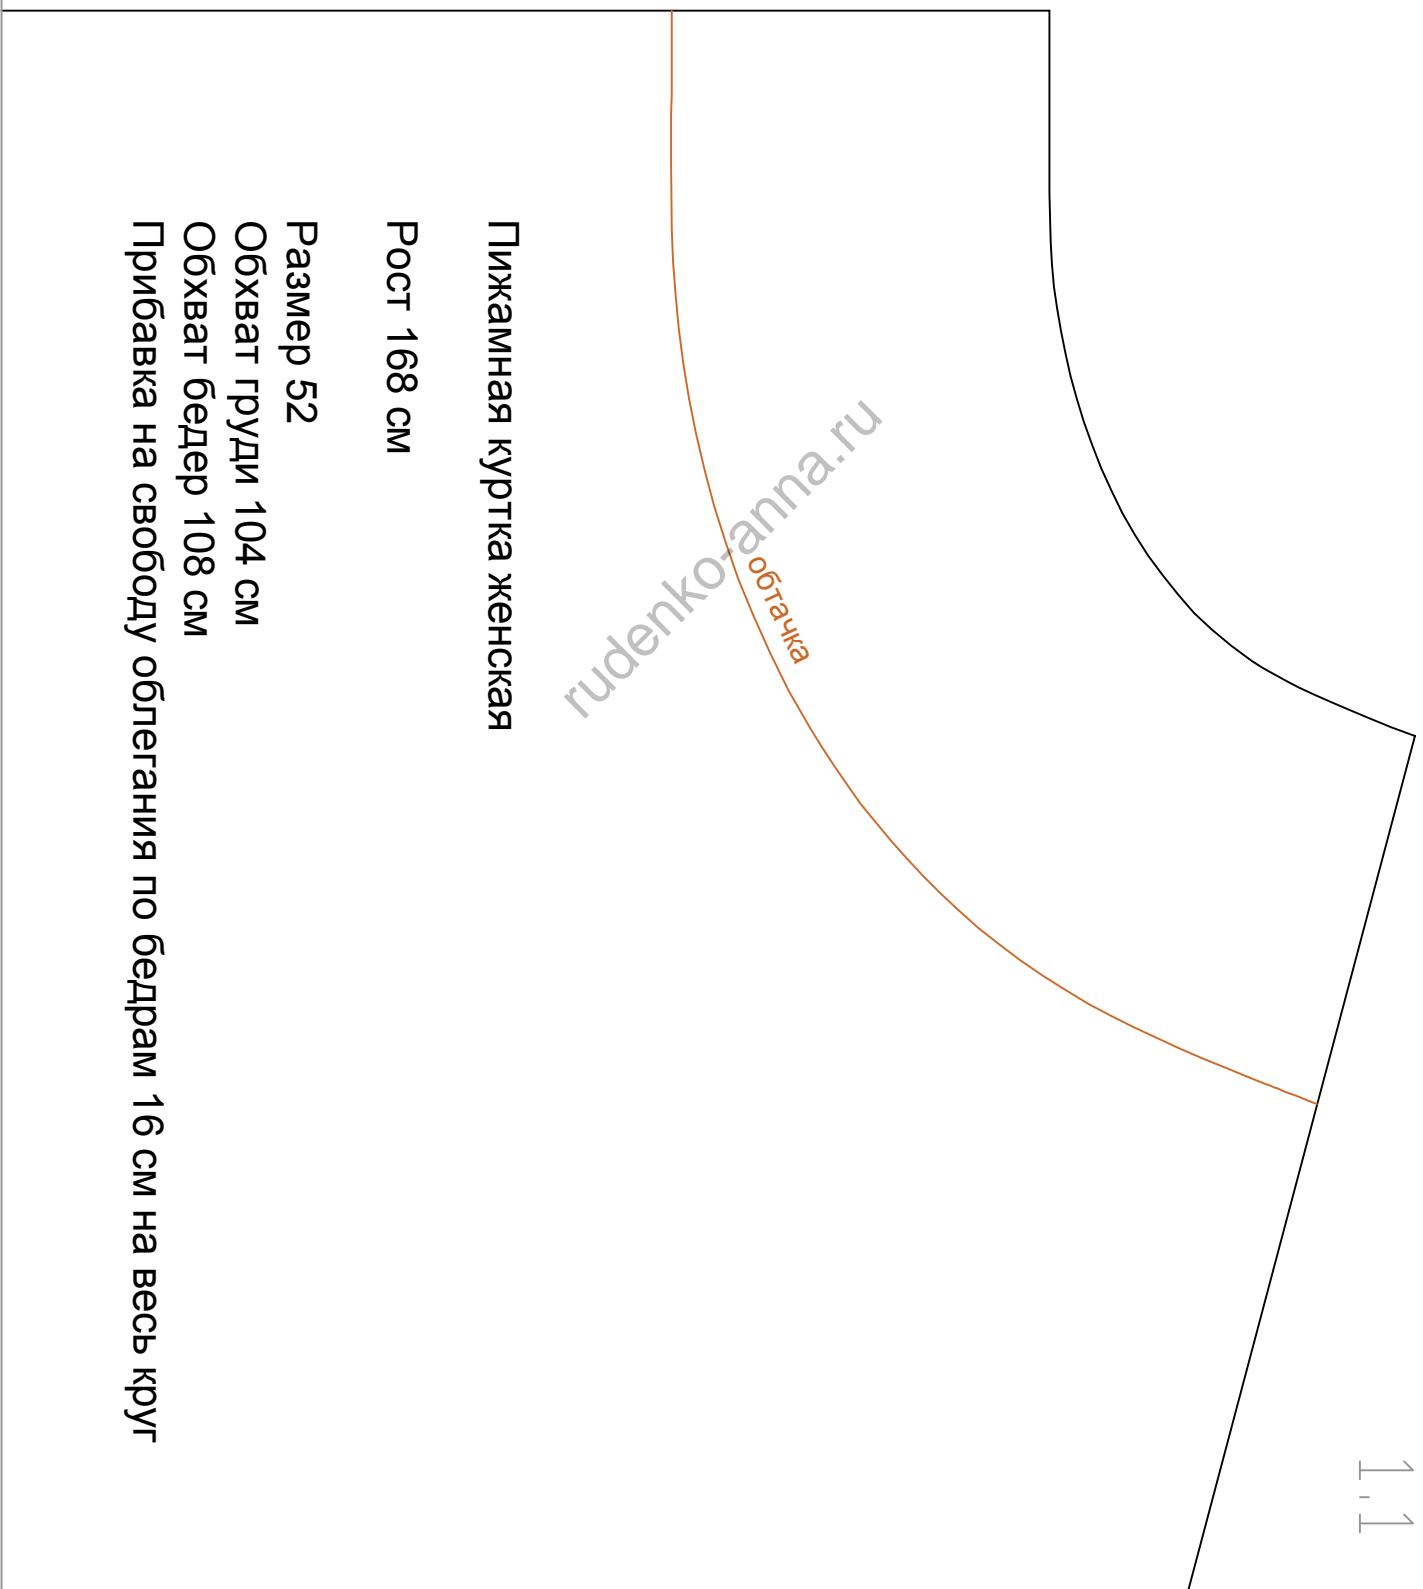 Пижамная куртка женская
Рост 168 см
Размер 52
Обхват груди 104 см
Обхват бедер 108 см
Прибавка на свободу облегания по бедрам 16 см на весь круг
обтачка
rudenko-anna.ru
1.1